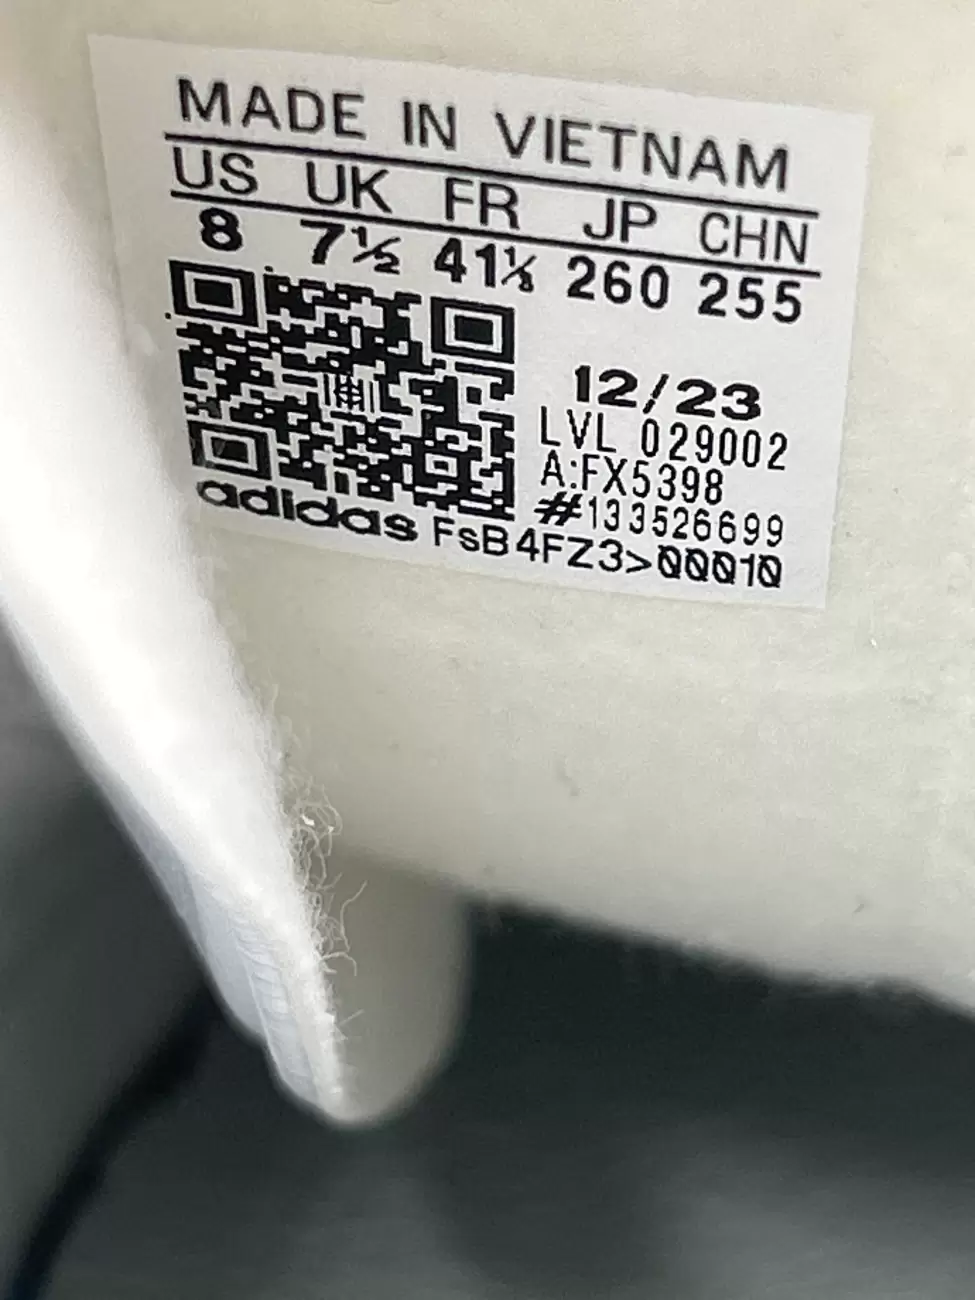 MADE IN VIETNAM
US UK FR JP CHN
8 7½ 41⅓ 260 255
12/23
LVL 029002
A:FX5398
#133526699
adidas FsB4FZ3>00010